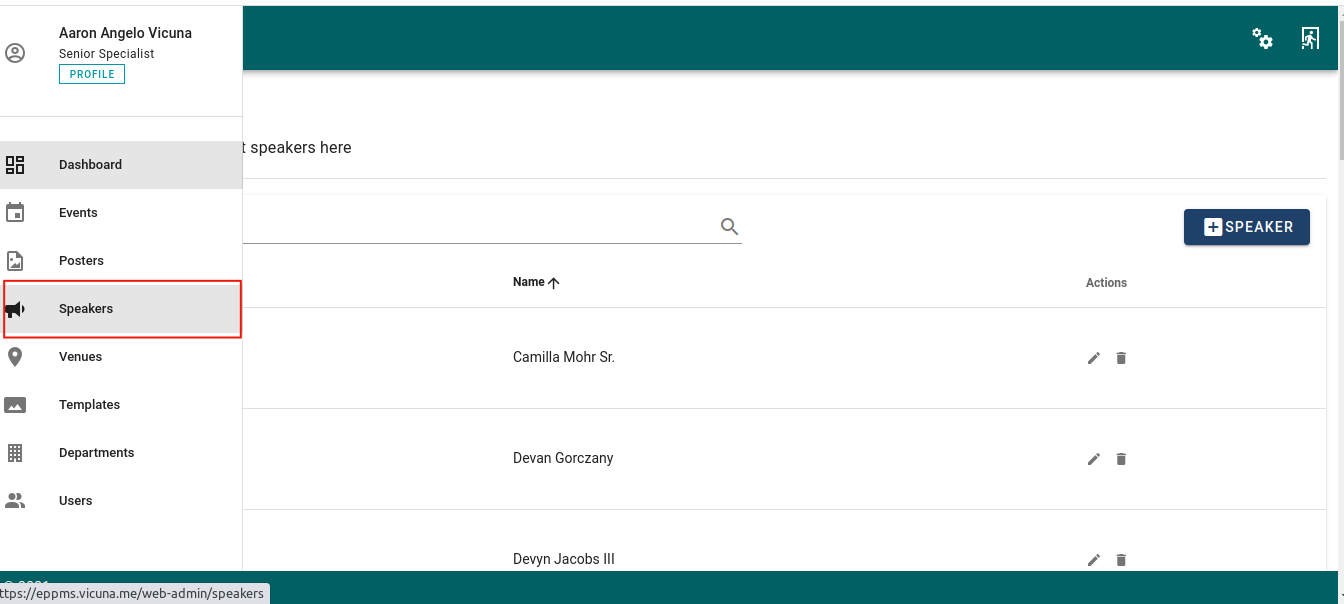 Aaron Angelo Vicuna
Senior Specialist
PROFILE
Dashboard
Events
Posters
Speakers
Venues
Templates
Departments
Users
t speakers here
SPEAKER
Name
Actions
Camilla Mohr Sr.
Devan Gorczany
Devyn Jacobs III
ttps://eppms.vicuna.me/web-admin/speakers